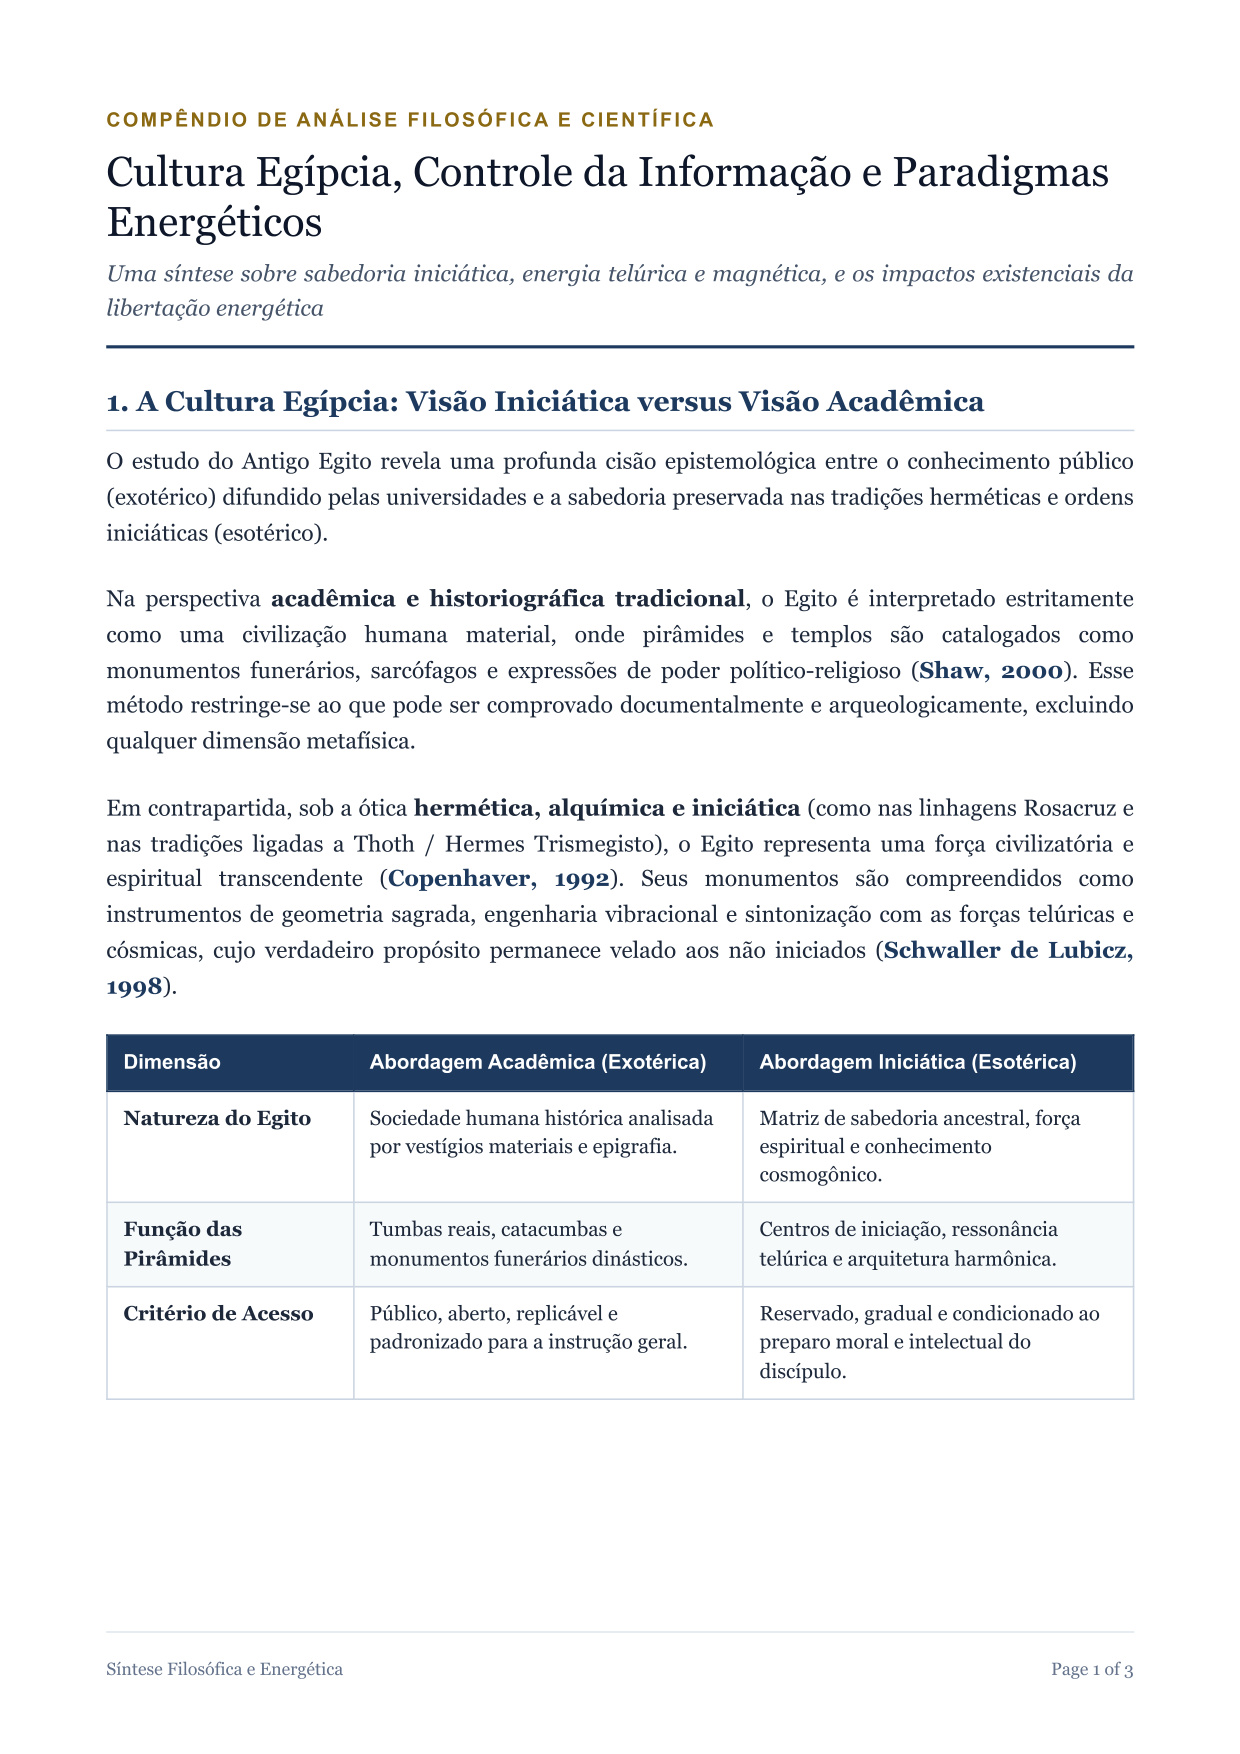 COMPÊNDIO DE ANÁLISE FILOSÓFICA E CIENTÍFICA
Cultura Egípcia, Controle da Informação e Paradigmas
Energéticos
Uma síntese sobre sabedoria iniciática, energia telúrica e magnética, e os impactos existenciais da
libertação energética
1. A Cultura Egípcia: Visão Iniciática versus Visão Acadêmica
O estudo do Antigo Egito revela uma profunda cisão epistemológica entre o conhecimento público
(exotérico) difundido pelas universidades e a sabedoria preservada nas tradições herméticas e ordens
iniciáticas (esotérico).
Na perspectiva acadêmica e historiográfica tradicional, o Egito é interpretado estritamente
como uma civilização humana material, onde pirâmides e templos são catalogados como
monumentos funerários, sarcófagos e expressões de poder político-religioso (Shaw, 2000). Esse
método restringe-se ao que pode ser comprovado documentalmente e arqueologicamente, excluindo
qualquer dimensão metafísica.
Em contrapartida, sob a ótica hermética, alquímica e iniciática (como nas linhagens Rosacruz e
nas tradições ligadas a Thoth / Hermes Trismegisto), o Egito representa uma força civilizatória e
espiritual transcendente (Copenhaver, 1992). Seus monumentos são compreendidos como
instrumentos de geometria sagrada, engenharia vibracional e sintonização com as forças telúricas e
cósmicas, cujo verdadeiro propósito permanece velado aos não iniciados (Schwaller de Lubicz,
1998).
Dimensão
Abordagem Acadêmica (Exotérica)
Abordagem Iniciática (Esotérica)
Natureza do Egito
Sociedade humana histórica analisada
por vestígios materiais e epigrafia.
Matriz de sabedoria ancestral, força
espiritual e conhecimento
cosmogônico.
Função das
Pirâmides
Tumbas reais, catacumbas e
monumentos funerários dinásticos.
Centros de iniciação, ressonância
telúrica e arquitetura harmônica.
Critério de Acesso
Público, aberto, replicável e
padronizado para a instrução geral.
Reservado, gradual e condicionado ao
preparo moral e intelectual do
discípulo.
Síntese Filosófica e Energética
Page 1 of 3